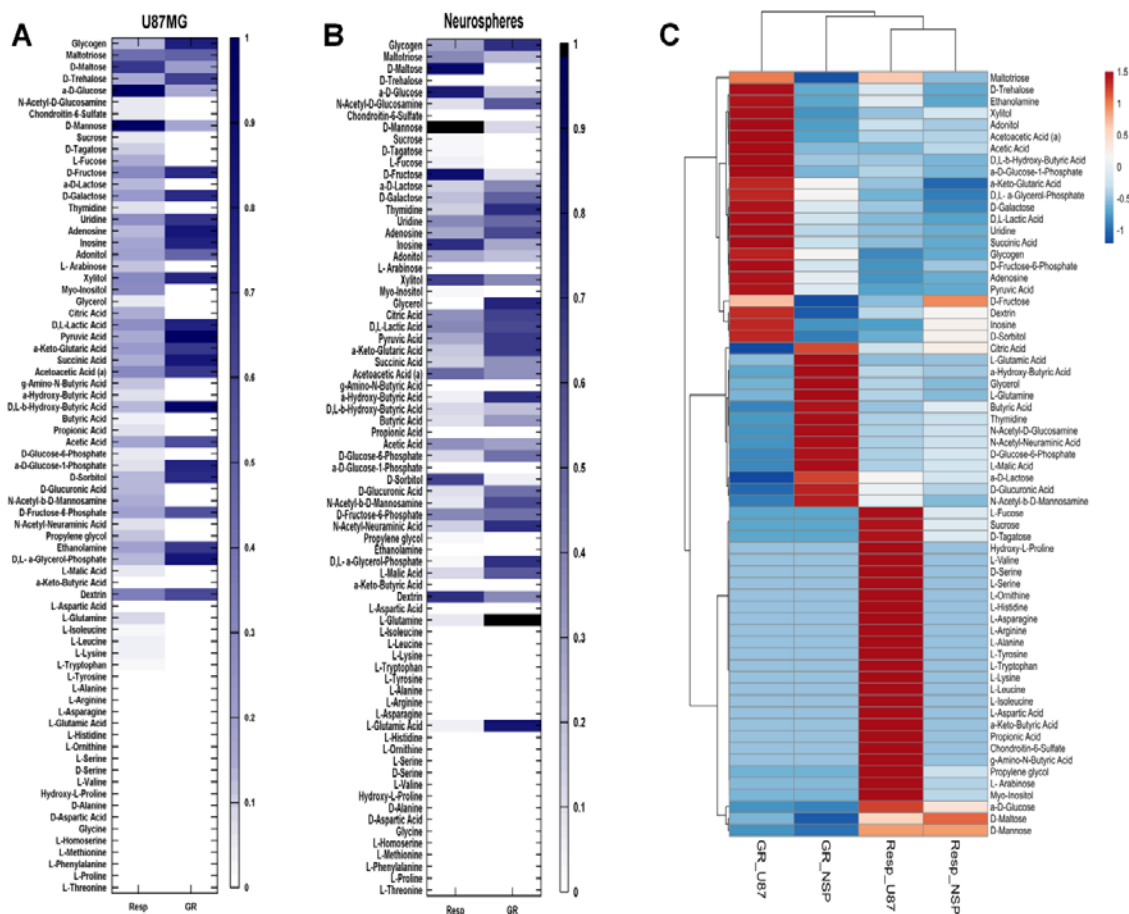 A
U87MG
Glycogen
Maltotriose
D-Maltose
D-Trehalose
a-D-Glucose
N-Acetyl-D-Glucosamine
Chondroitin-6-Sulfate
D-Mannose
Sucrose
D-Tagatose
L-Fucose
D-Fructose
a-D-Lactose
D-Galactose
Thymidine
Uridine
Adenosine
Inosine
Adonitol
L- Arabinose
Xylitol
Myo-Inositol
Glycerol
Citric Acid
D,L-Lactic Acid
Pyruvic Acid
a-Keto-Glutaric Acid
Succinic Acid
Acetoacetic Acid (a)
g-Amino-N-Butyric Acid
a-Hydroxy-Butyric Acid
D,L-b-Hydroxy-Butyric Acid
Butyric Acid
Propionic Acid
Acetic Acid
D-Glucose-6-Phosphate
a-D-Glucose-1-Phosphate
D-Sorbitol
D-Glucuronic Acid
N-Acetyl-b-D-Mannosamine
D-Fructose-6-Phosphate
N-Acetyl-Neuraminic Acid
Propylene glycol
Ethanolamine
D,L- a-Glycerol-Phosphate
L-Malic Acid
a-Keto-Butyric Acid
Dextrin
L-Aspartic Acid
L-Glutamine
L-Isoleucine
L-Leucine
L-Lysine
L-Tryptophan
L-Tyrosine
L-Alanine
L-Arginine
L-Asparagine
L-Glutamic Acid
L-Histidine
L-Ornithine
L-Serine
D-Serine
L-Valine
Hydroxy-L-Proline
D-Alanine
D-Aspartic Acid
Glycine
L-Homoserine
L-Methionine
L-Phenylalanine
L-Proline
L-Threonine
Resp GR
1
0.9
0.8
0.7
0.6
0.5
0.4
0.3
0.2
0.1
0
B
Neurospheres
Glycogen
Maltotriose
D-Maltose
D-Trehalose
a-D-Glucose
N-Acetyl-D-Glucosamine
Chondroitin-6-Sulfate
D-Mannose
Sucrose
D-Tagatose
L-Fucose
D-Fructose
a-D-Lactose
D-Galactose
Thymidine
Uridine
Adenosine
Inosine
Adonitol
L- Arabinose
Xylitol
Myo-Inositol
Glycerol
Citric Acid
D,L-Lactic Acid
Pyruvic Acid
a-Keto-Glutaric Acid
Succinic Acid
Acetoacetic Acid (a)
g-Amino-N-Butyric Acid
a-Hydroxy-Butyric Acid
D,L-b-Hydroxy-Butyric Acid
Butyric Acid
Propionic Acid
Acetic Acid
D-Glucose-6-Phosphate
a-D-Glucose-1-Phosphate
D-Sorbitol
D-Glucuronic Acid
N-Acetyl-b-D-Mannosamine
D-Fructose-6-Phosphate
N-Acetyl-Neuraminic Acid
Propylene glycol
Ethanolamine
D,L- a-Glycerol-Phosphate
L-Malic Acid
a-Keto-Butyric Acid
Dextrin
L-Aspartic Acid
L-Glutamine
L-Isoleucine
L-Leucine
L-Lysine
L-Tryptophan
L-Tyrosine
L-Alanine
L-Arginine
L-Asparagine
L-Glutamic Acid
L-Histidine
L-Ornithine
L-Serine
D-Serine
L-Valine
Hydroxy-L-Proline
D-Alanine
D-Aspartic Acid
Glycine
L-Homoserine
L-Methionine
L-Phenylalanine
L-Proline
L-Threonine
Resp GR
1
0.9
0.8
0.7
0.6
0.5
0.4
0.3
0.2
0.1
0
C
Maltotriose
D-Trehalose
Ethanolamine
Xylitol
Adonitol
Acetoacetic Acid (a)
Acetic Acid
D,L-b-Hydroxy-Butyric Acid
a-D-Glucose-1-Phosphate
a-Keto-Glutaric Acid
D,L- a-Glycerol-Phosphate
D-Galactose
D,L-Lactic Acid
Uridine
Succinic Acid
Glycogen
D-Fructose-6-Phosphate
Adenosine
Pyruvic Acid
D-Fructose
Dextrin
Inosine
D-Sorbitol
Citric Acid
L-Glutamic Acid
a-Hydroxy-Butyric Acid
Glycerol
L-Glutamine
Butyric Acid
Thymidine
N-Acetyl-D-Glucosamine
N-Acetyl-Neuraminic Acid
D-Glucose-6-Phosphate
L-Malic Acid
a-D-Lactose
D-Glucuronic Acid
N-Acetyl-b-D-Mannosamine
L-Fucose
Sucrose
D-Tagatose
Hydroxy-L-Proline
L-Valine
D-Serine
L-Serine
L-Ornithine
L-Histidine
L-Asparagine
L-Arginine
L-Alanine
L-Tyrosine
L-Tryptophan
L-Lysine
L-Leucine
L-Isoleucine
L-Aspartic Acid
a-Keto-Butyric Acid
Propionic Acid
Chondroitin-6-Sulfate
g-Amino-N-Butyric Acid
Propylene glycol
L- Arabinose
Myo-Inositol
a-D-Glucose
D-Maltose
D-Mannose
GR_U87
GR_NSP
Resp_U87
Resp_NSP
1.5
1
0.5
0
-0.5
-1